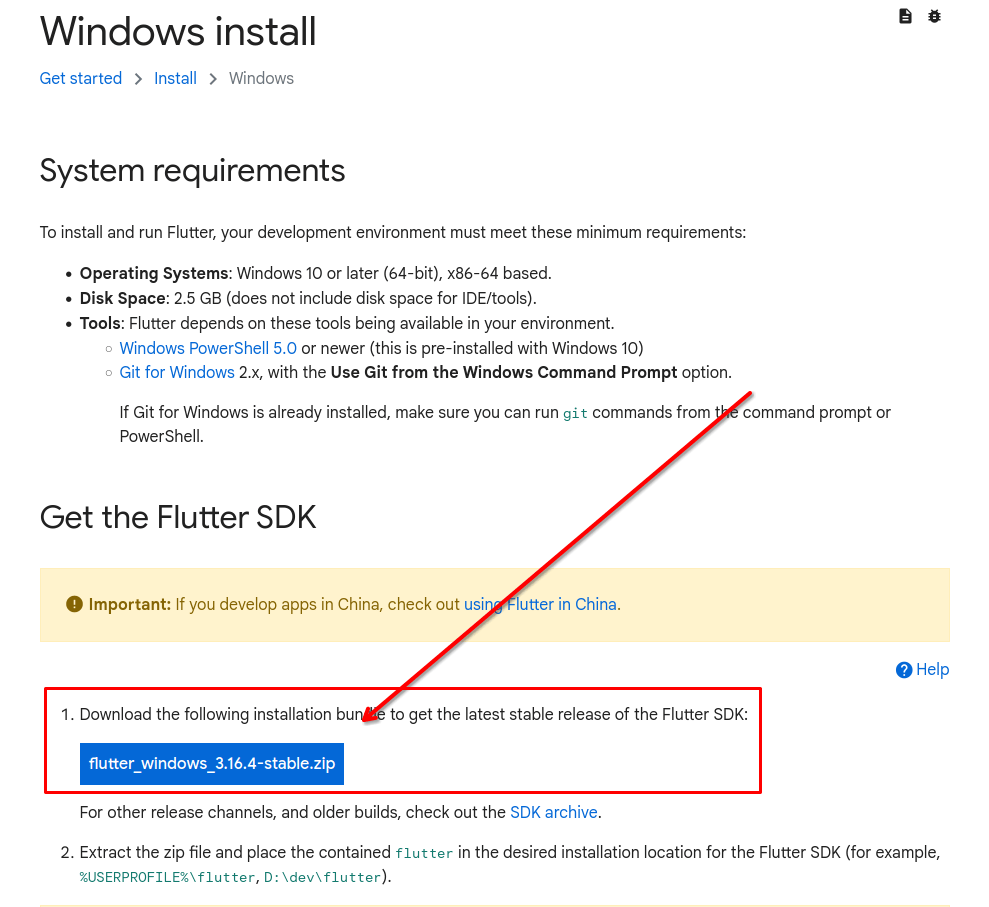 Windows install
Get started > Install > Windows
System requirements
To install and run Flutter, your development environment must meet these minimum requirements:
• Operating Systems: Windows 10 or later (64-bit), x86-64 based.
• Disk Space: 2.5 GB (does not include disk space for IDE/tools).
• Tools: Flutter depends on these tools being available in your environment.
○ Windows PowerShell 5.0 or newer (this is pre-installed with Windows 10)
○ Git for Windows 2.x, with the Use Git from the Windows Command Prompt option.
If Git for Windows is already installed, make sure you can run git commands from the command prompt or
PowerShell.
Get the Flutter SDK
Important: If you develop apps in China, check out using Flutter in China.
Help
1. Download the following installation bundle to get the latest stable release of the Flutter SDK:
flutter_windows_3.16.4-stable.zip
For other release channels, and older builds, check out the SDK archive.
2. Extract the zip file and place the contained flutter in the desired installation location for the Flutter SDK (for example,
%USERPROFILE%\flutter, D:\dev\flutter).